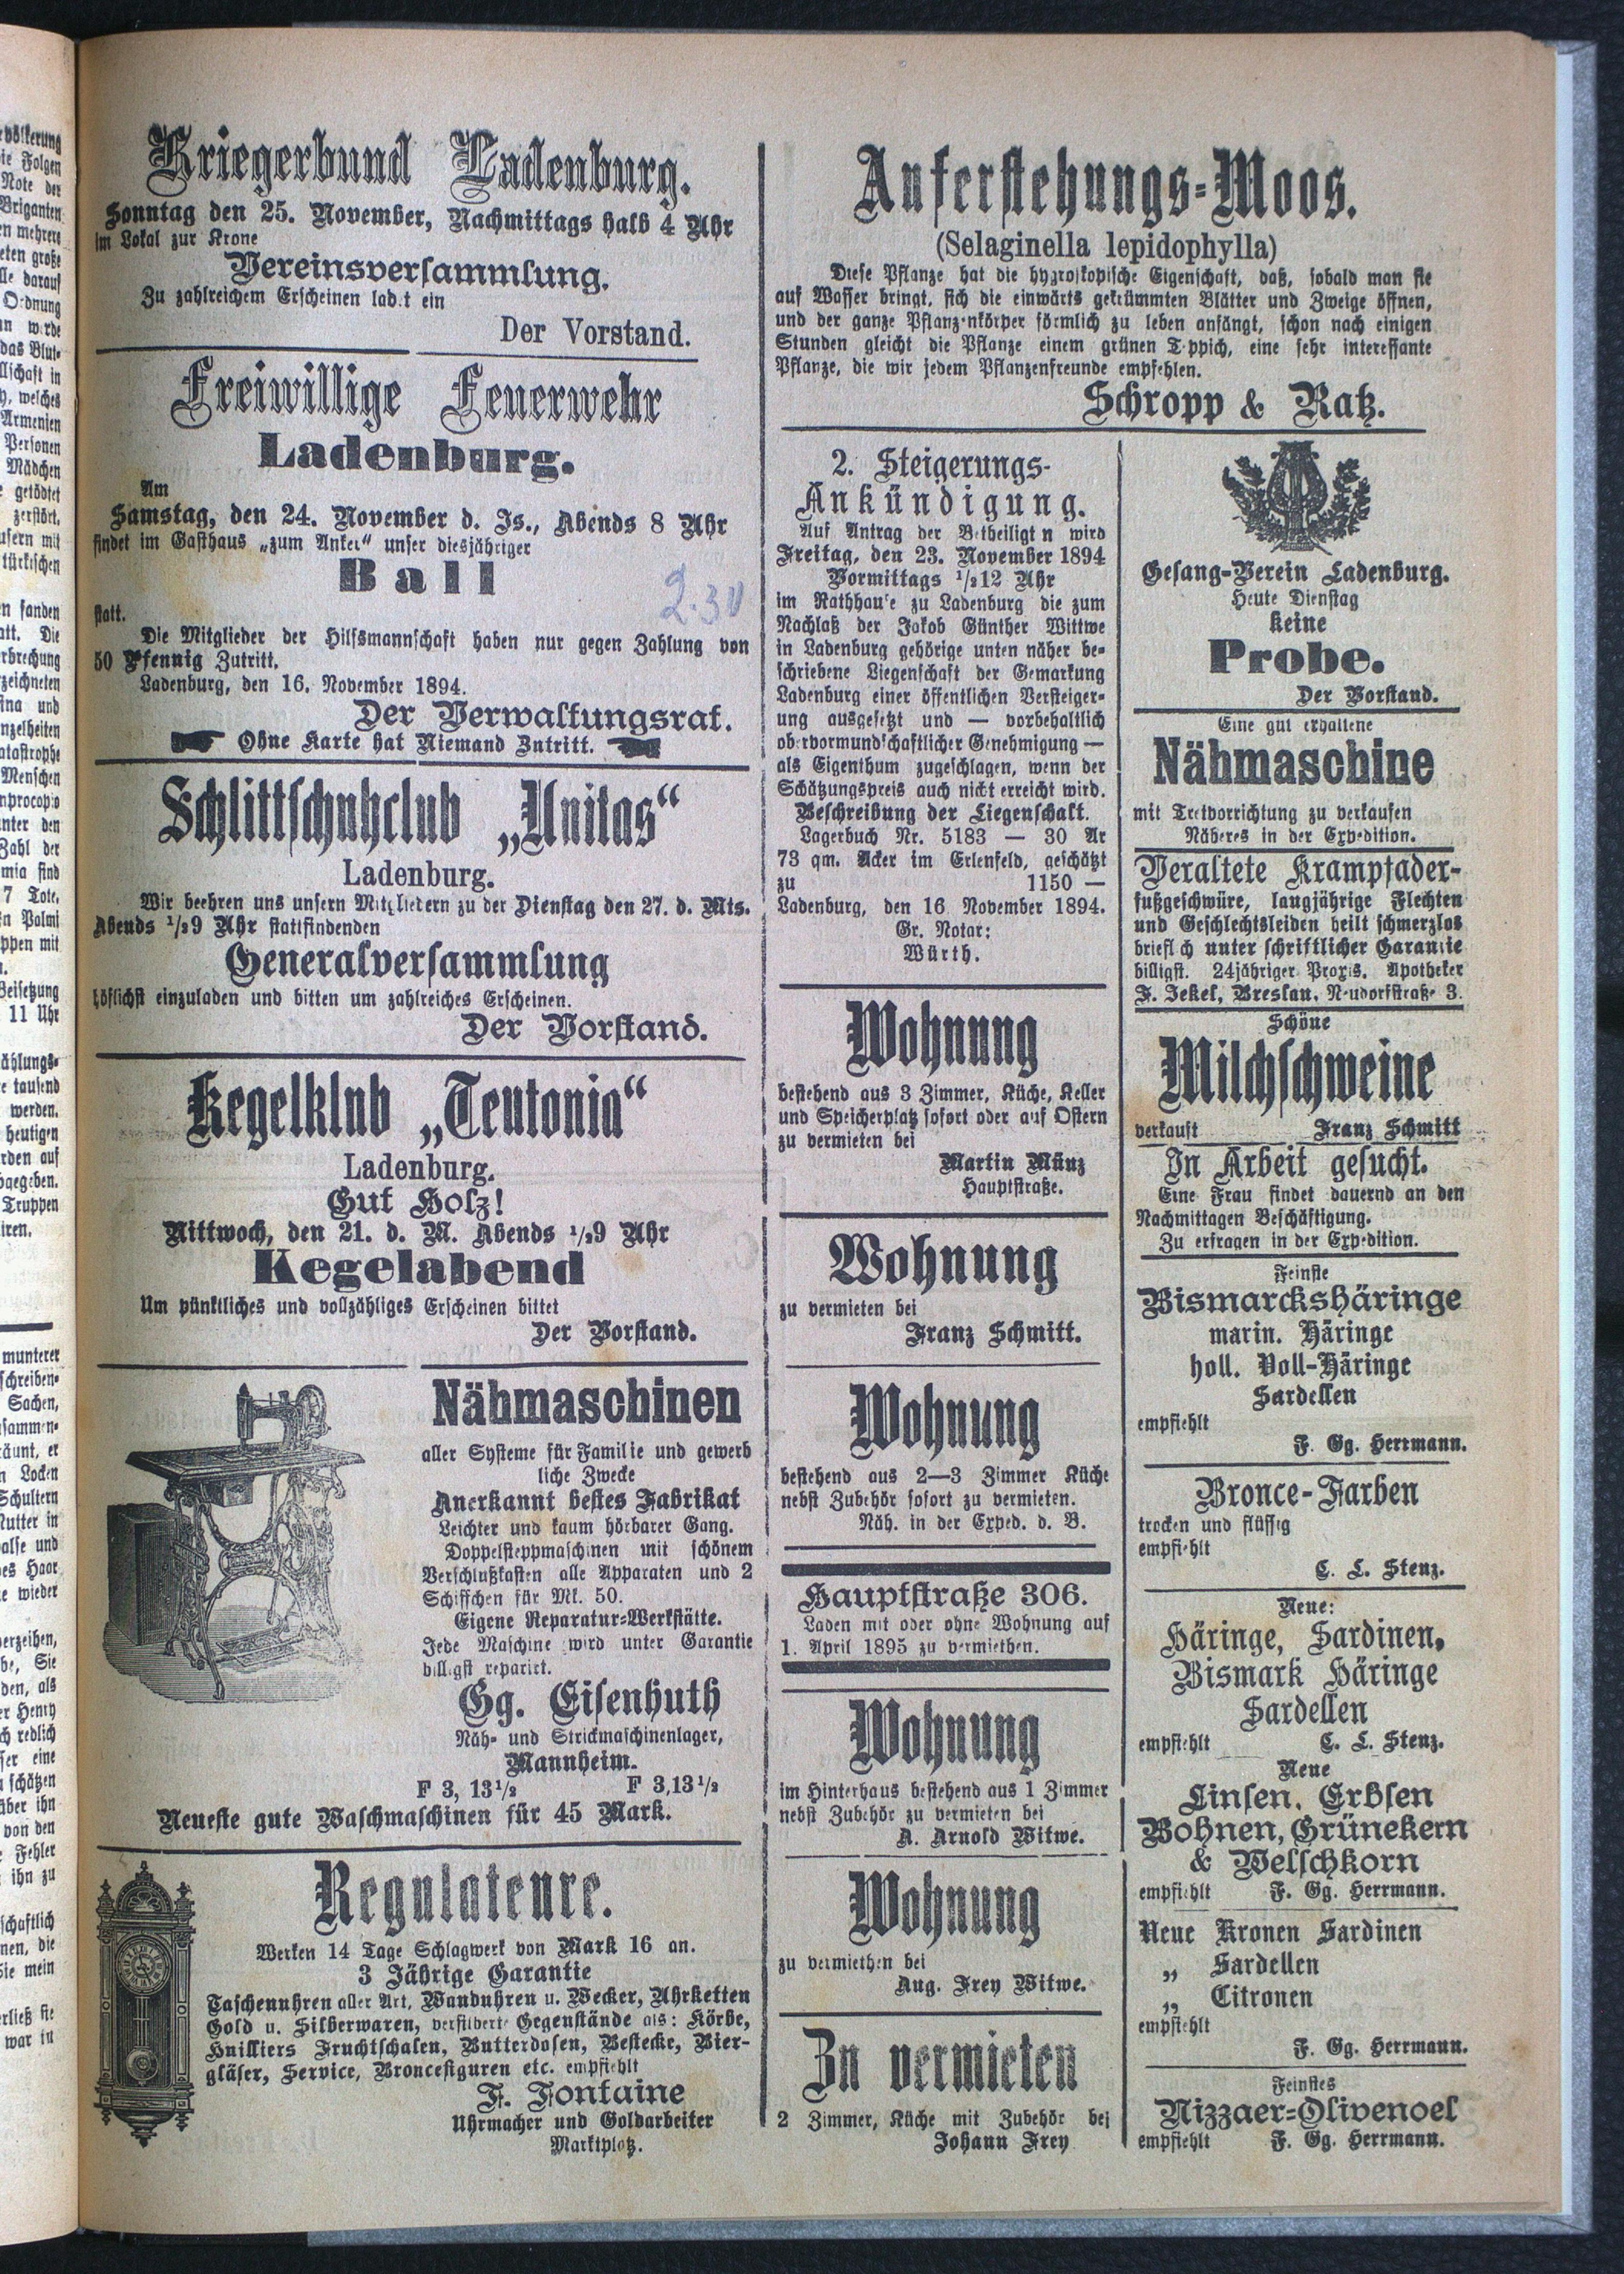 Kriegerbund Ladenburg.
Sonntag den 25. November, Nachmittags halb 4 Uhr
im Lokal zur Krone
Vereinsversammlung.
Zu zahlreichem Erscheinen lad.t ein
Der Vorstand.
Freiwillige Feuerwehr
Ladenburg.
Am
Samstag, den 24. November d. Js., Abends 8 Uhr
findet im Gasthaus „zum Anker“ unser diesjähriger
Ball
statt.
2.30
Die Mitglieder der Hilfsmannschaft haben nur gegen Zahlung von
50 Pfennig Zutritt.
Ladenburg, den 16. November 1894.
Der Verwaltungsrat.
Ohne Karte hat Niemand Zutritt.
Schlittschuhclub „Unitas“
Ladenburg.
Wir beehren uns unsern Mitgliedern zu der Dienstag den 27. d. Mts.
Abends 1/29 Uhr stattfindenden
Generalversammlung
höflichst einzuladen und bitten um zahlreiches Erscheinen.
Der Vorstand.
Kegelklub „Teutonia“
Ladenburg.
Gut Holz!
Mittwoch, den 21. d. M. Abends 1/29 Uhr
Kegelabend
Um pünktliches und vollzähliges Erscheinen bittet
Der Vorstand.
Nähmaschinen
aller Systeme für Familie und gewerb
liche Zwecke
Anerkannt bestes Fabrikat
Leichter und kaum hörbarer Gang.
Doppelsteppmaschinen mit schönem
Verschlußkasten alle Apparaten und 2
Schiffchen für Mk. 50.
Eigene Reparatur=Werkstätte.
Jede Maschine wird unter Garantie
billigst repariert.
Gg. Eisenhuth
Näh- und Strickmaschinenlager,
Mannheim.
F 3, 13 1/2 F 3,13 1/2
Neueste gute Waschmaschinen für 45 Mark.
Regulateure.
Werken 14 Tage Schlagwerk von Mark 16 an.
3 Jährige Garantie
Taschenuhren aller Art, Wanduhren u. Wecker, Uhrketten
Gold u. Silberwaren, versilberte Gegenstände als: Körbe,
Huilliers Fruchtschalen, Butterdosen, Bestecke, Bier-
gläser, Service, Broncefiguren etc. empfiehlt
F. Fontaine
Uhrmacher und Goldarbeiter
Marktplatz.
Auferstehungs=Moos.
(Selaginella lepidophylla)
Diese Pflanze hat die hygroskopische Eigenschaft, daß, sobald man sie
auf Wasser bringt, sich die einwärts gekrümmten Blätter und Zweige öffnen,
und der ganze Pflanzenkörper förmlich zu leben anfängt, schon nach einigen
Stunden gleicht die Pflanze einem grünen T.ppich, eine sehr interessante
Pflanze, die wir jedem Pflanzenfreunde empfehlen.
Schropp & Ratz.
2. Steigerungs-
Ankündigung.
Auf Antrag der Betheiligt n wird
Freitag, den 23. November 1894
Vormittags 1/212 Uhr
im Rathhause zu Ladenburg die zum
Nachlaß der Jakob Günther Wittwe
in Ladenburg gehörige unten näher be-
schriebene Liegenschaft der Gemarkung
Ladenburg einer öffentlichen Versteiger-
ung ausgesetzt und — vorbehaltlich
obervormundschaftlicher Genehmigung —
als Eigenthum zugeschlagen, wenn der
Schätzungspreis auch nicht erreicht wird.
Beschreibung der Liegenschaft.
Lagerbuch Nr. 5183 — 30 Ar
73 qm. Acker im Erlenfeld, geschätzt
zu 1150 —
Ladenburg, den 16 November 1894.
Gr. Notar:
Würth.
Wohnung
bestehend aus 3 Zimmer, Küche, Keller
und Speicherplatz sofort oder auf Ostern
zu vermieten bei
Martin Münz
Hauptstraße.
Wohnung
zu vermieten bei
Franz Schmitt.
Wohnung
bestehend aus 2—3 Zimmer Küche
nebst Zubehör sofort zu vermieten.
Näh. in der Exped. d. B.
Hauptstraße 306.
Laden mit oder ohne Wohnung auf
1. April 1895 zu vermiethen.
Wohnung
im Hinterhaus bestehend aus 1 Zimmer
nebst Zubehör zu vermieten bei
A. Arnold Witwe.
Wohnung
zu vermiethen bei
Aug. Frey Witwe.
Zu vermieten
2 Zimmer, Küche mit Zubehör bei
Johann Frey
Gesang-Verein Ladenburg.
Heute Dienstag
keine
Probe.
Der Vorstand.
Eine gut erhaltene
Nähmaschine
mit Tretvorrichtung zu verkaufen
Näheres in der Expedition.
Veraltete Krampfader-
fußgeschwüre, langjährige Flechten
und Geschlechtsleiden heilt schmerzlos
briefl ch unter schriftlicher Garantie
billigst. 24jähriger Praxis. Apotheker
F. Jekel, Breslau, Neudorfstraße 3.
Schöne
Milchschweine
verkauft Franz Schmitt
In Arbeit gesucht.
Eine Frau findet dauernd an den
Nachmittagen Beschäftigung.
Zu erfragen in der Expedition.
Feinste
Bismarckshäringe
marin. Häringe
holl. Voll-Häringe
Sardellen
empfiehlt
F. Gg. Herrmann.
Bronce-Farben
trocken und flüssig
empfiehlt
C. L. Stenz.
Neue:
Häringe, Sardinen,
Bismark Häringe
Sardellen
empfiehlt C. L. Stenz.
Neue
Linsen, Erbsen
Bohnen, Grünekern
& Welschkorn
empfiehlt F. Gg. Herrmann.
Neue Kronen Sardinen
„ Sardellen
„ Citronen
empfiehlt
F. Gg. Herrmann.
Feinstes
Nizzaer=Olivenoel
empfiehlt F. Gg. Herrmann.